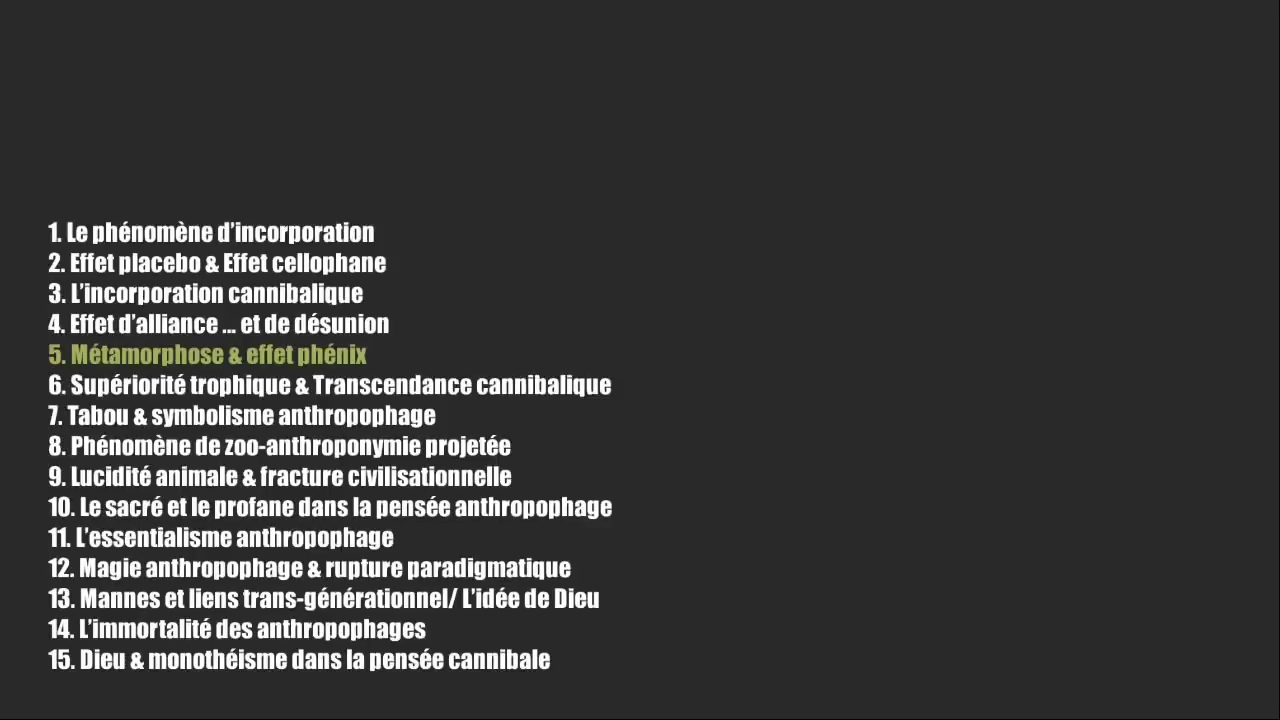 1. Le phénomène d’incorporation
2. Effet placebo & Effet cellophane
3. L’incorporation cannibalique
4. Effet d’alliance ... et de désunion
5. Métamorphose & effet phénix
6. Supériorité trophique & Transcendance cannibalique
7. Tabou & symbolisme anthropophage
8. Phénomène de zoo-anthroponymie projetée
9. Lucidité animale & fracture civilisationnelle
10. Le sacré et le profane dans la pensée anthropophage
11. L’essentialisme anthropophage
12. Magie anthropophage & rupture paradigmatique
13. Mannes et liens trans-générationnel/ L’idée de Dieu
14. L’immortalité des anthropophages
15. Dieu & monothéisme dans la pensée cannibale